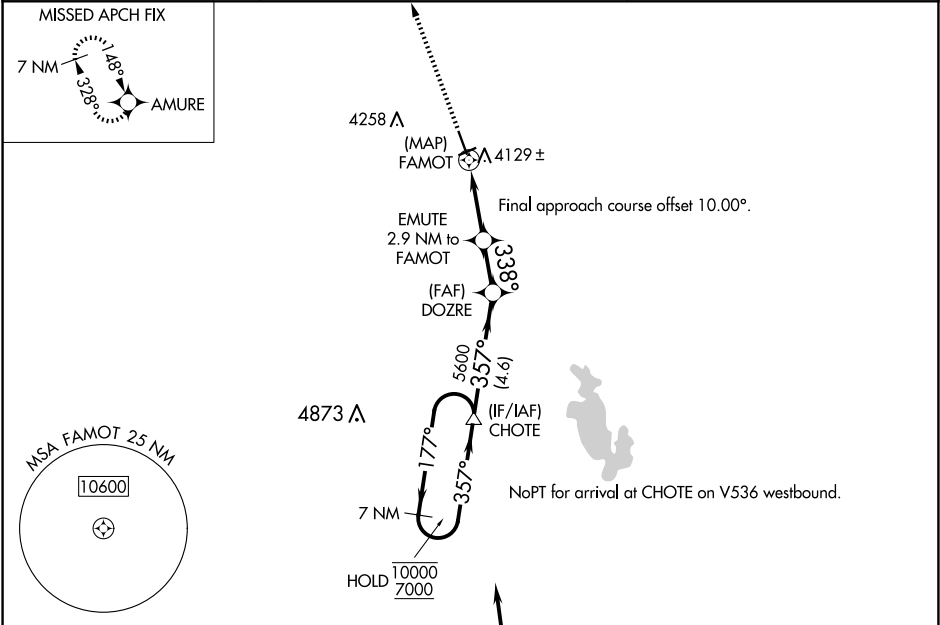 MISSED APCH FIX
7 NM
148°
328°
AMURE
4258
(MAP)
FAMOT
4129 ±
Final approach course offset 10.00°.
EMUTE
2.9 NM to
FAMOT
338°
(FAF)
DOZRE
5600
357°
(4.6)
4873
(IF/IAF)
CHOTE
177°
357°
MSA FAMOT 25 NM
10600
NoPT for arrival at CHOTE on V536 westbound.
7 NM
HOLD
10000
7000